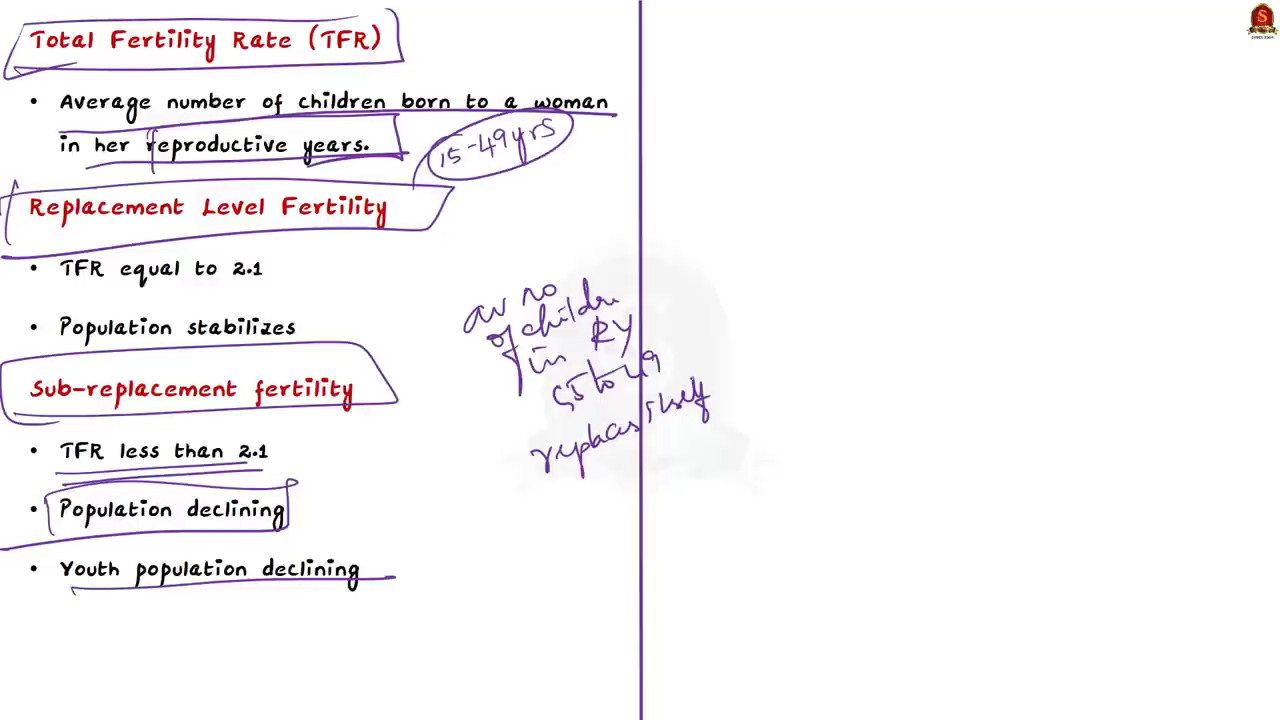 Total Fertility Rate (TFR)
• Average number of children born to a woman
in her reproductive years.
15-49yrs
Replacement Level Fertility
• TFR equal to 2.1
• Population stabilizes
Sub-replacement fertility
• TFR less than 2.1
• Population declining
• Youth population declining
av no
of children
in RY
15 to 49
replaces itself
S